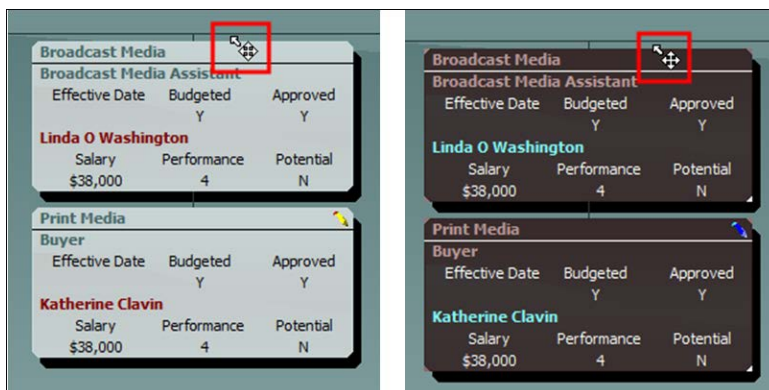 Broadcast Media
Broadcast Media Assistant
Effective Date Budgeted Approved
Y Y
Linda O Washington
Salary Performance Potential
$38,000 4 N
Print Media
Buyer
Effective Date Budgeted Approved
Y Y
Katherine Clavin
Salary Performance Potential
$38,000 4 N
Broadcast Media
Broadcast Media Assistant
Effective Date Budgeted Approved
Y Y
Linda O Washington
Salary Performance Potential
$38,000 4 N
Print Media
Buyer
Effective Date Budgeted Approved
Y Y
Katherine Clavin
Salary Performance Potential
$38,000 4 N